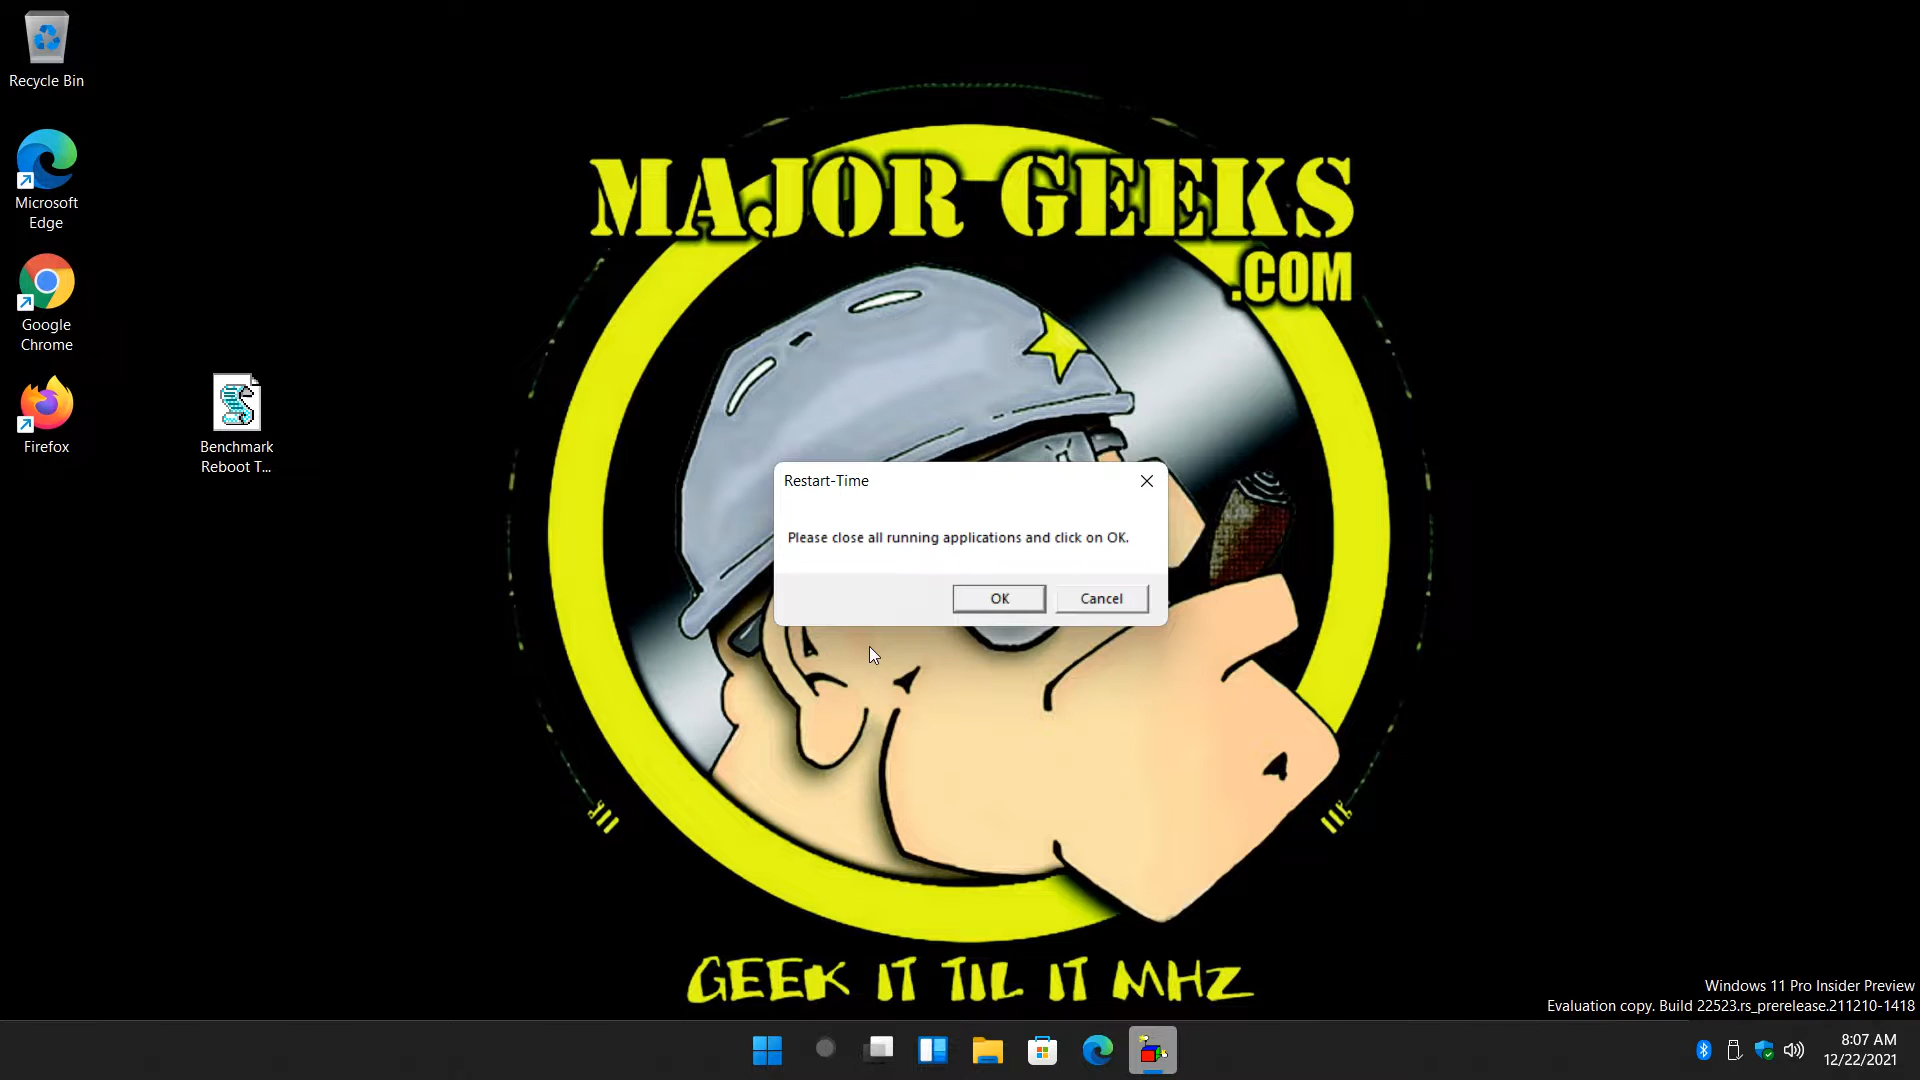 Recycle Bin
Microsoft
Edge
Google
Chrome
Firefox
Benchmark
Reboot T...
MAJOR GEEKS
.COM
Restart-Time
Please close all running applications and click on OK.
OK
Cancel
GEEK IT TIL IT MHZ
Windows 11 Pro Insider Preview
Evaluation copy. Build 22523.rs_prerelease.211210-1418
8:07 AM
12/22/2021